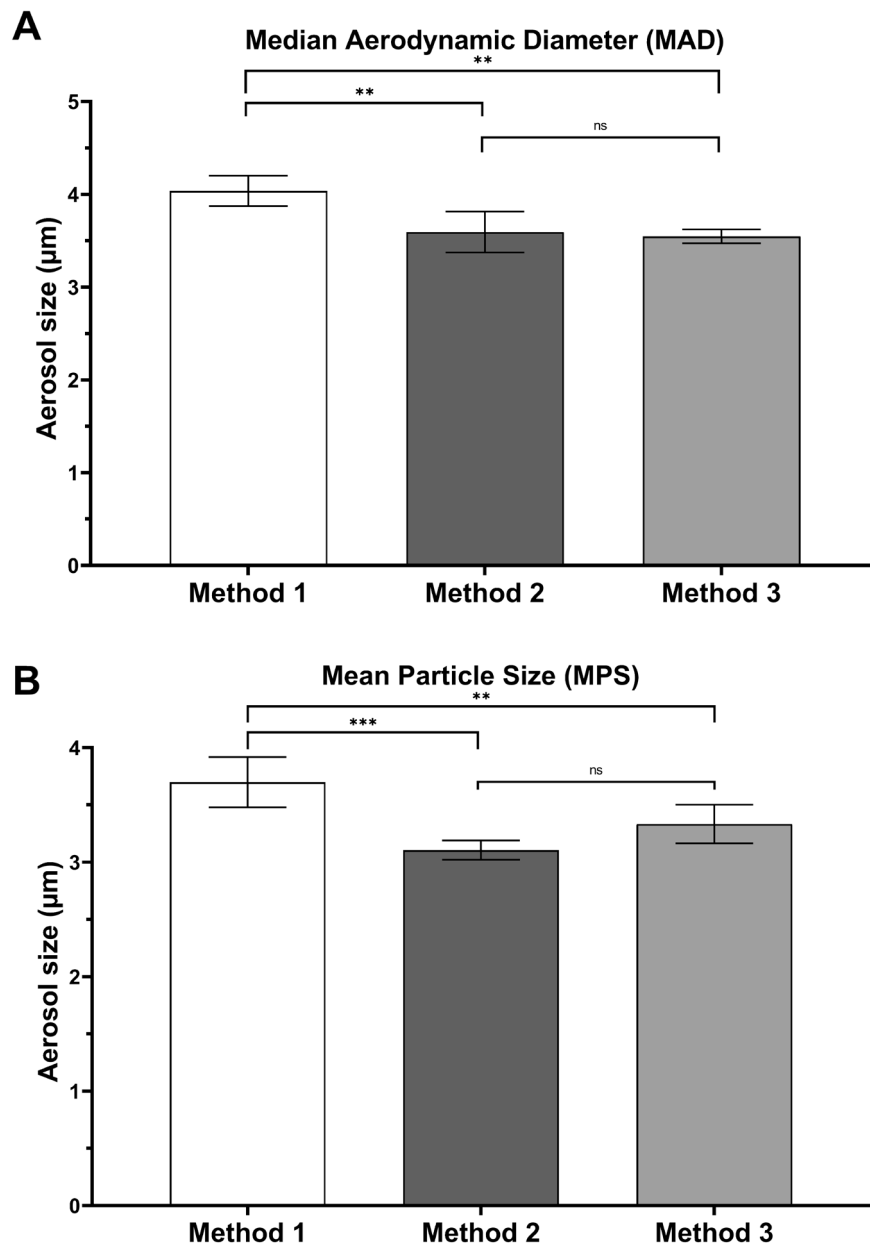 A
Median Aerodynamic Diameter (MAD)
**
**
ns
5
4
3
2
1
0
Aerosol size (µm)
Method 1 Method 2 Method 3
B
Mean Particle Size (MPS)
**
***
ns
4
3
2
1
0
Aerosol size (µm)
Method 1 Method 2 Method 3